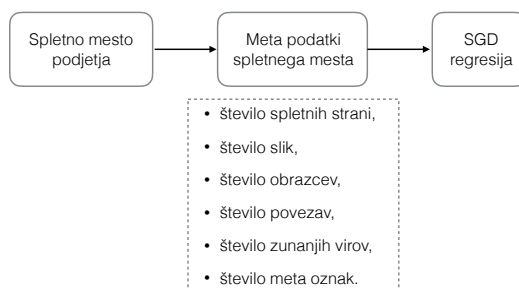 Spletno mesto
podjetja
Meta podatki
spletnega mesta
SGD
regresija
• število spletnih strani,
• število slik,
• število obrazcev,
• število povezav,
• število zunanjih virov,
• število meta oznak.